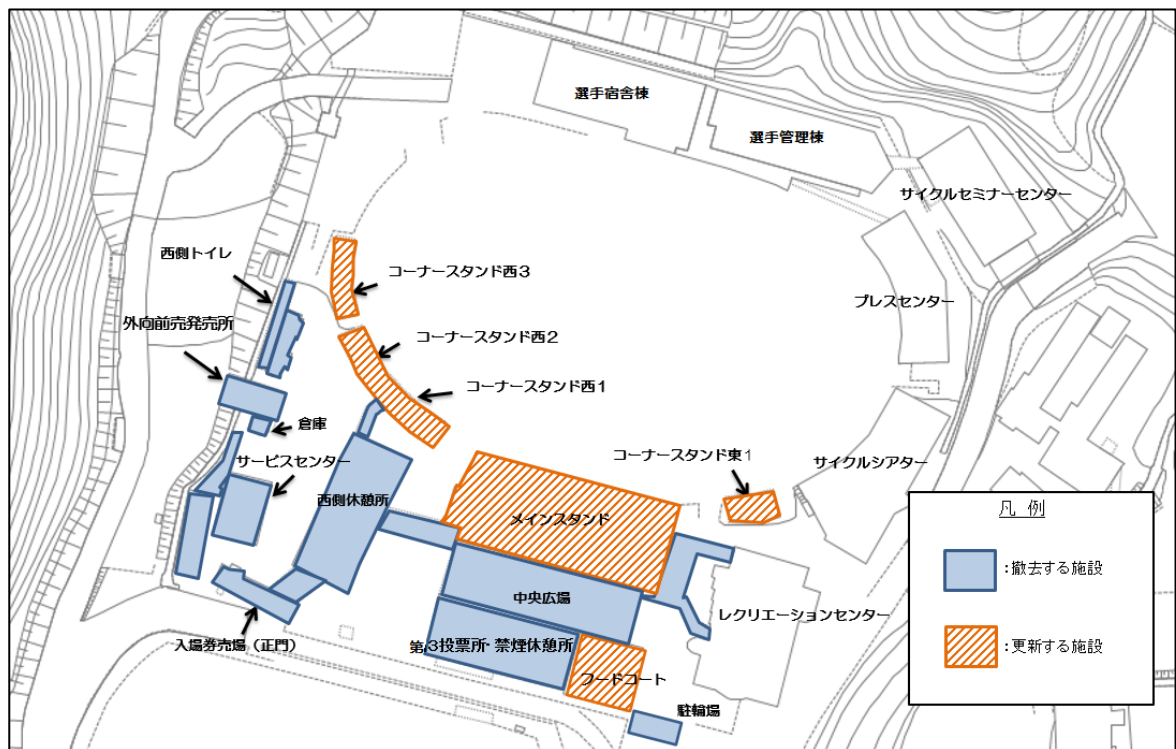 選手宿舎棟
選手管理棟
サイクルセミナーセンター
西側トイレ
コーナースタンド西３
プレスセンター
外向前売発売所
コーナースタンド西２
コーナースタンド西１
倉庫
サービスセンター
コーナースタンド東１
サイクルシアター
西側休憩所
メインスタンド
凡 例
：撤去する施設
中央広場
レクリエーションセンター
入場券売場（正門）
第３投票所・禁煙休憩所
：更新する施設
フードコート
駐輪場